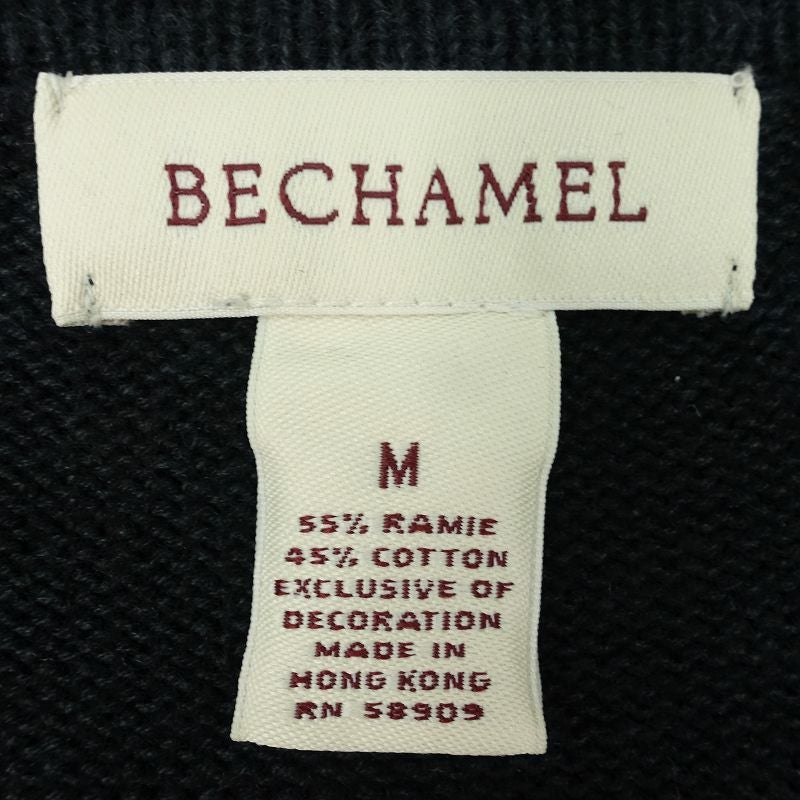 BECHAMEL
M
55% RAMIE
45% COTTON
EXCLUSIVE OF
DECORATION
MADE IN
HONG KONG
RN 58909